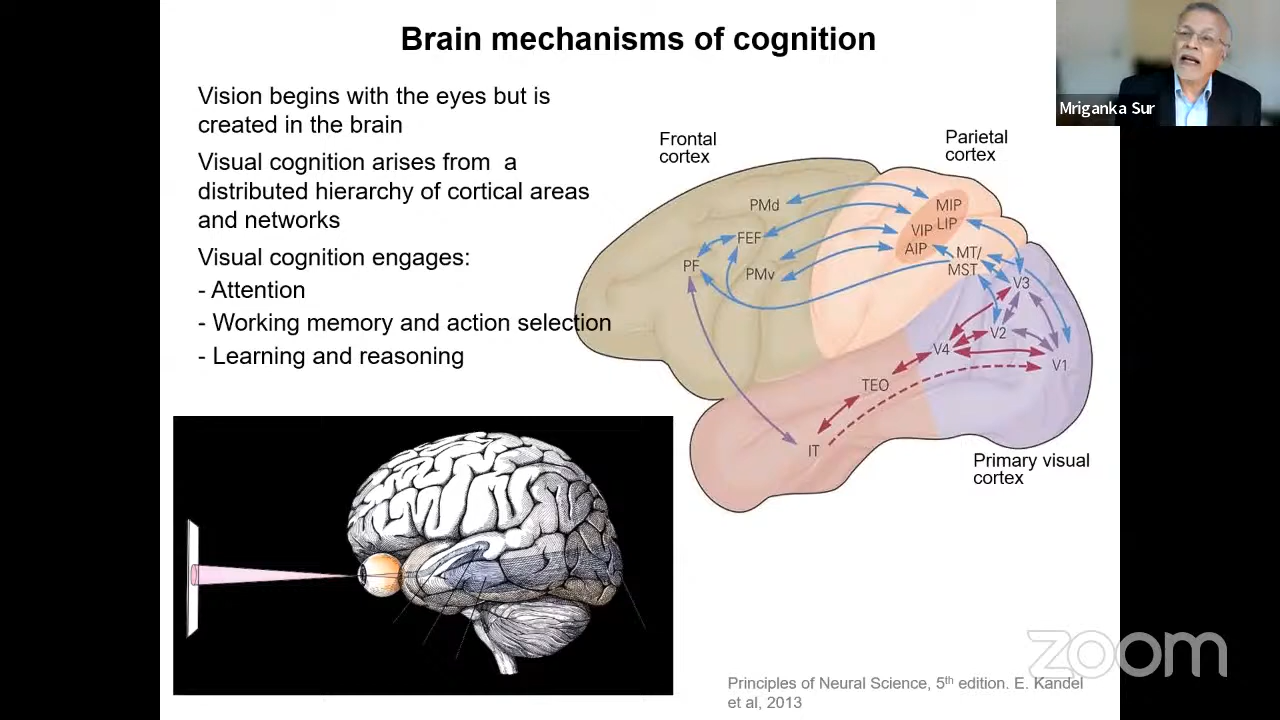 Brain mechanisms of cognition
Mriganka Sur
Vision begins with the eyes but is
created in the brain
Visual cognition arises from a
distributed hierarchy of cortical areas
and networks
Visual cognition engages:
- Attention
- Working memory and action selection
- Learning and reasoning
Frontal
cortex
Parietal
cortex
PMd
FEF
PF
PMv
MIP
LIP
VIP
AIP
MT/
MST
V3
V2
V4
V1
TEO
IT
Primary visual
cortex
zoom
Principles of Neural Science, 5th edition. E. Kandel
et al, 2013